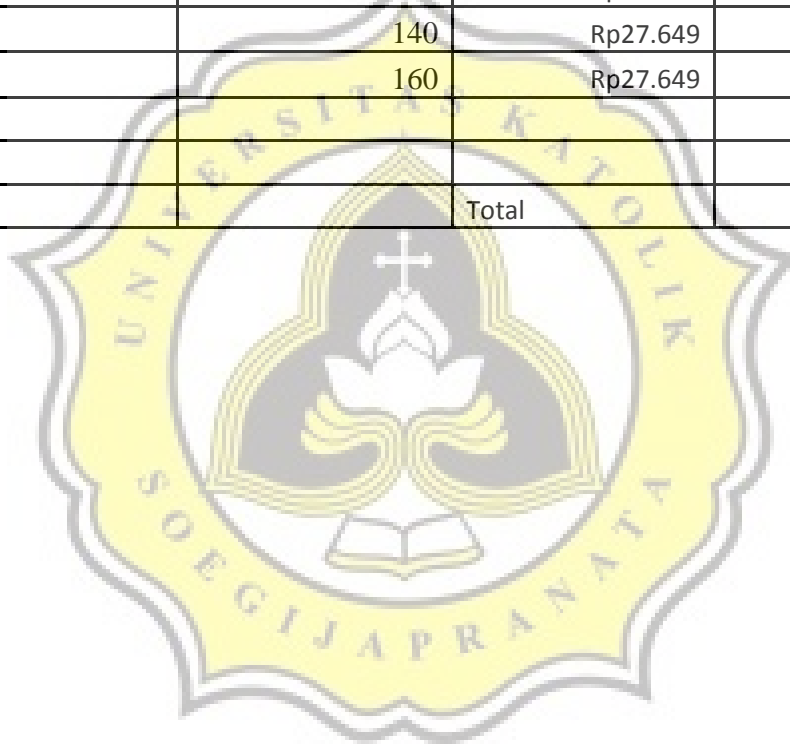 140 Rp27.649
160 Rp27.649
Total
UNIVERSITAS KATOLIK
SOEGIJAPRANATA